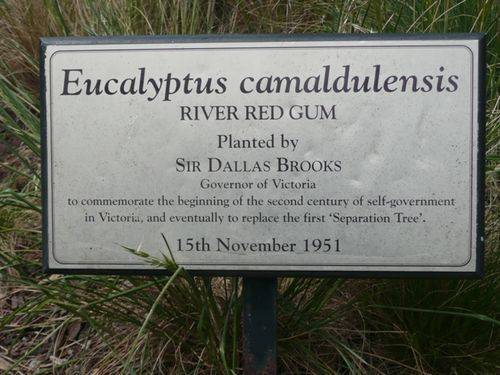 Eucalyptus camaldulensis
RIVER RED GUM
Planted by
SIR DALLAS BROOKS
Governor of Victoria
to commemorate the beginning of the second century of self-government
in Victoria, and eventually to replace the first 'Separation Tree'.
15th November 1951